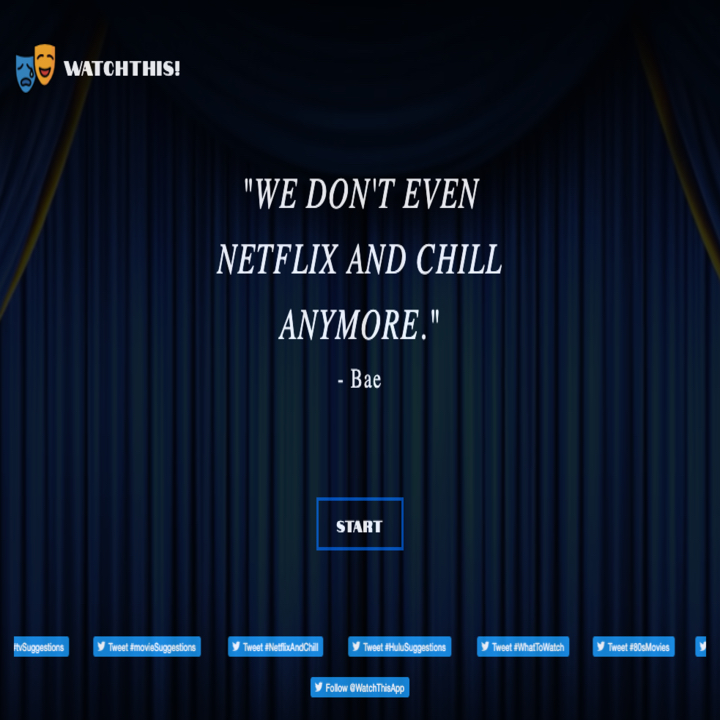 WATCHTHIS!
"WE DON'T EVEN
NETFLIX AND CHILL
ANYMORE."
- Bae
START
#tvSuggestions Tweet #movieSuggestions Tweet #NetflixAndChill Tweet #HuluSuggestions Tweet #WhatToWatch Tweet #80sMovies
Follow @WatchThisApp